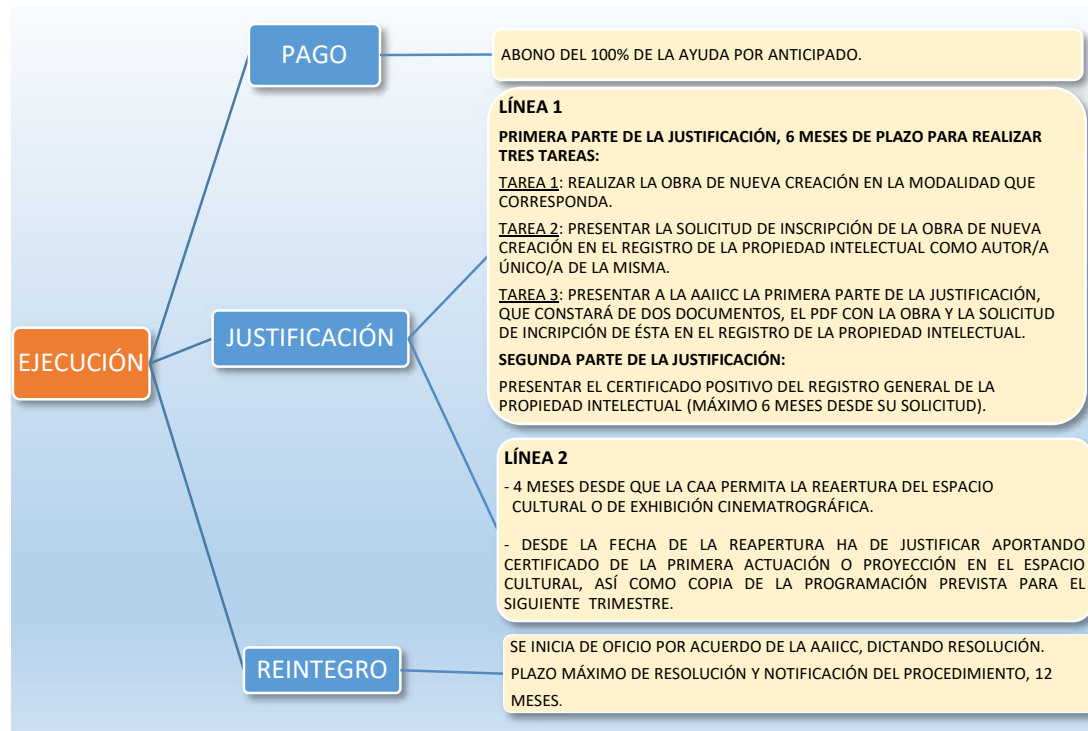 EJECUCIÓN
PAGO
ABONO DEL 100% DE LA AYUDA POR ANTICIPADO.
JUSTIFICACIÓN
LÍNEA 1
PRIMERA PARTE DE LA JUSTIFICACIÓN, 6 MESES DE PLAZO PARA REALIZAR
TRES TAREAS:
TAREA 1: REALIZAR LA OBRA DE NUEVA CREACIÓN EN LA MODALIDAD QUE
CORRESPONDA.
TAREA 2: PRESENTAR LA SOLICITUD DE INSCRIPCIÓN DE LA OBRA DE NUEVA
CREACIÓN EN EL REGISTRO DE LA PROPIEDAD INTELECTUAL COMO AUTOR/A
ÚNICO/A DE LA MISMA.
TAREA 3: PRESENTAR A LA AAIICC LA PRIMERA PARTE DE LA JUSTIFICACIÓN,
QUE CONSTARÁ DE DOS DOCUMENTOS, EL PDF CON LA OBRA Y LA SOLICITUD
DE INCRIPCIÓN DE ÉSTA EN EL REGISTRO DE LA PROPIEDAD INTELECTUAL.
SEGUNDA PARTE DE LA JUSTIFICACIÓN:
PRESENTAR EL CERTIFICADO POSITIVO DEL REGISTRO GENERAL DE LA
PROPIEDAD INTELECTUAL (MÁXIMO 6 MESES DESDE SU SOLICITUD).
LÍNEA 2
- 4 MESES DESDE QUE LA CAA PERMITA LA REAERTURA DEL ESPACIO
CULTURAL O DE EXHIBICIÓN CINEMATROGRÁFICA.
- DESDE LA FECHA DE LA REAPERTURA HA DE JUSTIFICAR APORTANDO
CERTIFICADO DE LA PRIMERA ACTUACIÓN O PROYECCIÓN EN EL ESPACIO
CULTURAL, ASÍ COMO COPIA DE LA PROGRAMACIÓN PREVISTA PARA EL
SIGUIENTE TRIMESTRE.
REINTEGRO
SE INICIA DE OFICIO POR ACUERDO DE LA AAIICC, DICTANDO RESOLUCIÓN.
PLAZO MÁXIMO DE RESOLUCIÓN Y NOTIFICACIÓN DEL PROCEDIMIENTO, 12
MESES.